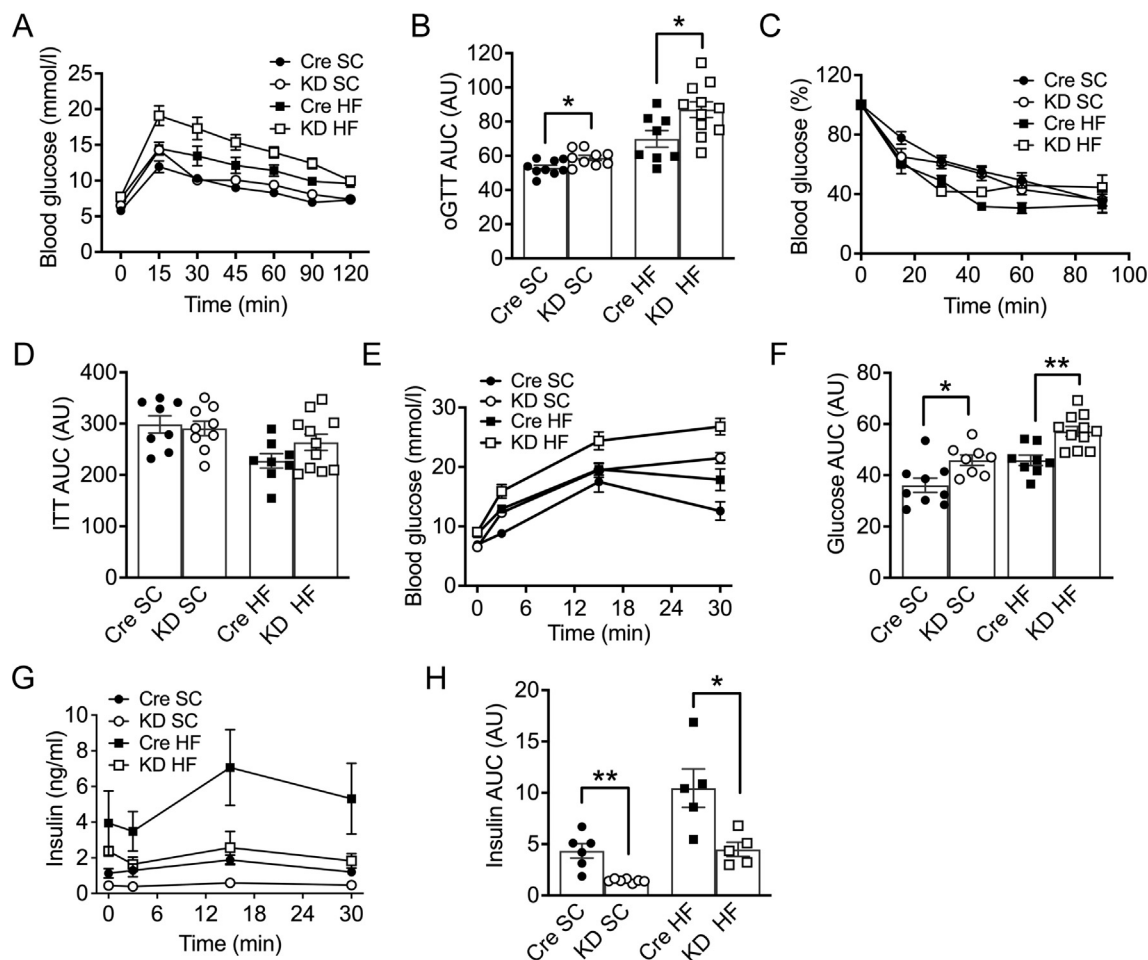 A
Blood glucose (mmol/l)
25
20
15
10
5
0 15 30 45 60 90 120
Time (min)
Cre SC
KD SC
Cre HF
KD HF
B
oGTT AUC (AU)
120
100
80
60
40
20
0
*
*
Cre SC
KD SC
Cre HF
KD HF
C
Blood glucose (%)
120
80
40
0
0 20 40 60 80 100
Time (min)
Cre SC
KD SC
Cre HF
KD HF
D
ITT AUC (AU)
400
300
200
100
0
Cre SC
KD SC
Cre HF
KD HF
E
Blood glucose (mmol/l)
30
20
10
0
0 6 12 18 24 30
Time (min)
Cre SC
KD SC
Cre HF
KD HF
F
Glucose AUC (AU)
80
60
40
20
0
*
**
Cre SC
KD SC
Cre HF
KD HF
G
Insulin (ng/ml)
10
8
6
4
2
0
0 6 12 18 24 30
Time (min)
Cre SC
KD SC
Cre HF
KD HF
H
Insulin AUC (AU)
20
15
10
5
0
**
*
Cre SC
KD SC
Cre HF
KD HF